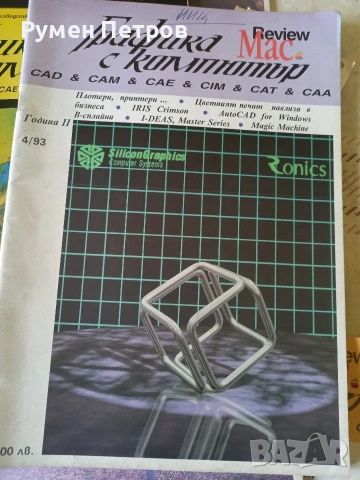 Румен Петров
Review
Mac-
Графика
с компютър
CAD & CAM & CAE & CIM & CAT & CAA
Плотери, принтери ... • Цветният печат навлиза в
бизнеса • IRIS Crimson • AutoCAD for Windows
В-сплайни • I-DEAS, Master Series • Magic Machine
Година II
4/93
SiliconGraphics
Computer Systems
Ronics
00 лв.
BAZAR